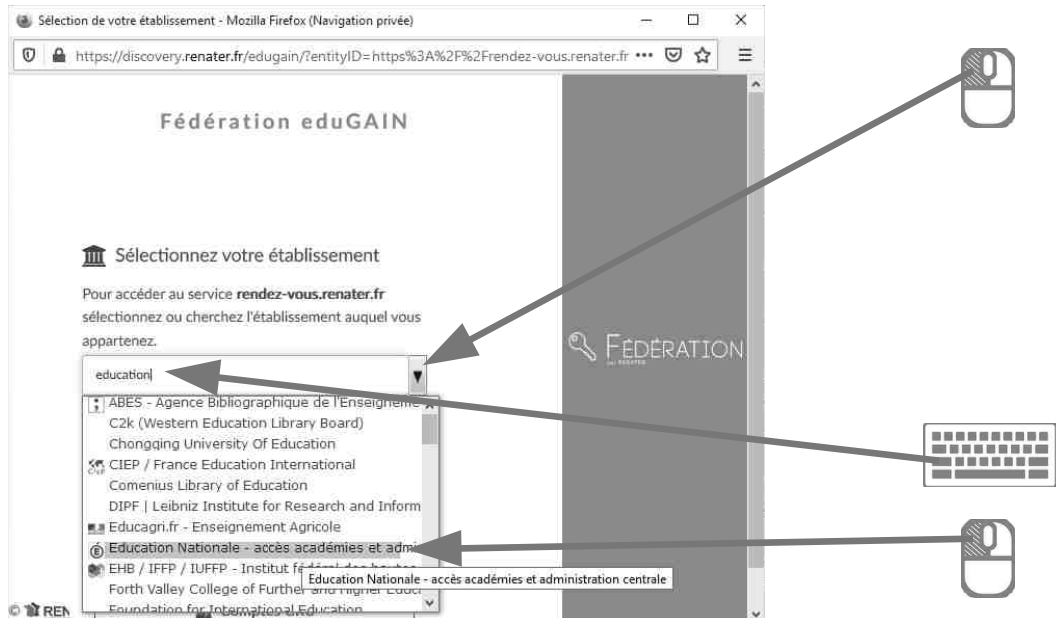 Sélection de votre établissement - Mozilla Firefox (Navigation privée)
https://discovery.renater.fr/edugain/?entityID=https%3A%2F%2Frendez-vous.renater.fr
Fédération eduGAIN
Sélectionnez votre établissement
Pour accéder au service rendez-vous.renater.fr
sélectionnez ou cherchez l'établissement auquel vous
appartenez.
FÉDÉRATION
education
ABES - Agence Bibliographique de l'Enseigneme
C2k (Western Education Library Board)
Chongqing University Of Education
CIEP / France Education International
Comenius Library of Education
DIPF | Leibniz Institute for Research and Inform
Educagri.fr - Enseignement Agricole
Education Nationale - accès académies et admi
EHB / IFFP / IUFFP - Institut fédéral des hautes
Education Nationale - accès académies et administration centrale
Forth Valley College of Further and Higher Educ
© REN
Foundation for International Education